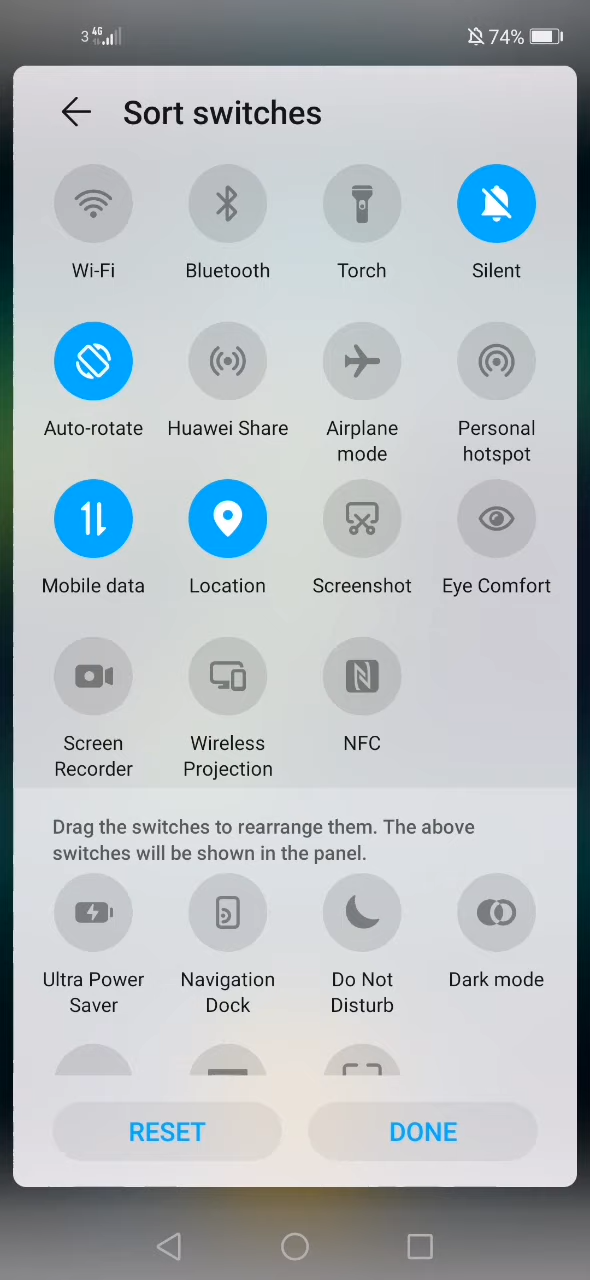 3 4G 74%
Sort switches
Wi-Fi Bluetooth Torch Silent
Auto-rotate Huawei Share Airplane mode Personal hotspot
Mobile data Location Screenshot Eye Comfort
Screen Recorder Wireless Projection NFC
Drag the switches to rearrange them. The above
switches will be shown in the panel.
Ultra Power Saver Navigation Dock Do Not Disturb Dark mode
RESET DONE